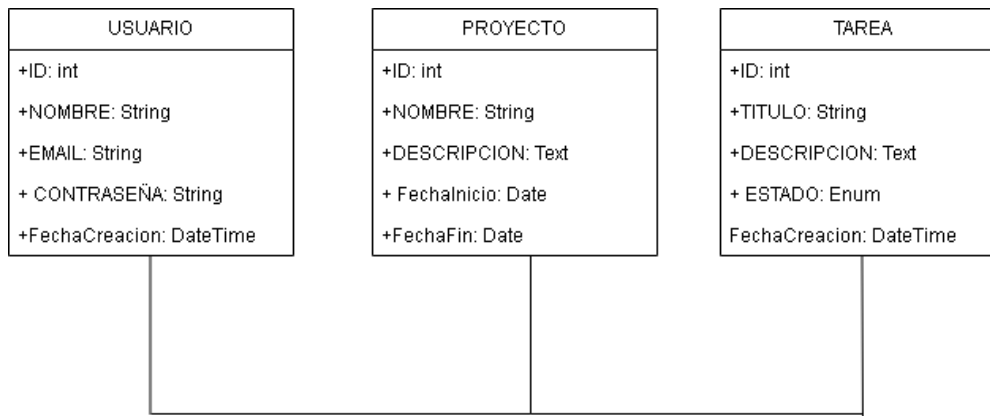 USUARIO
+ID: int
+NOMBRE: String
+EMAIL: String
+ CONTRASEÑA: String
+FechaCreacion: DateTime
PROYECTO
+ID: int
+NOMBRE: String
+DESCRIPCION: Text
+ FechaInicio: Date
+FechaFin: Date
TAREA
+ID: int
+TITULO: String
+DESCRIPCION: Text
+ ESTADO: Enum
FechaCreacion: DateTime